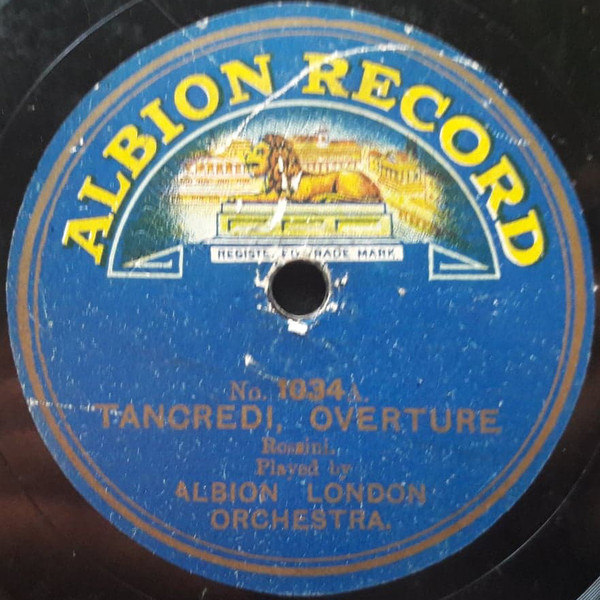 ALBION RECORD
REGISTERED TRADE MARK
No. 1034A.
TANCREDI, OVERTURE
Rossini.
Played by
ALBION LONDON
ORCHESTRA.